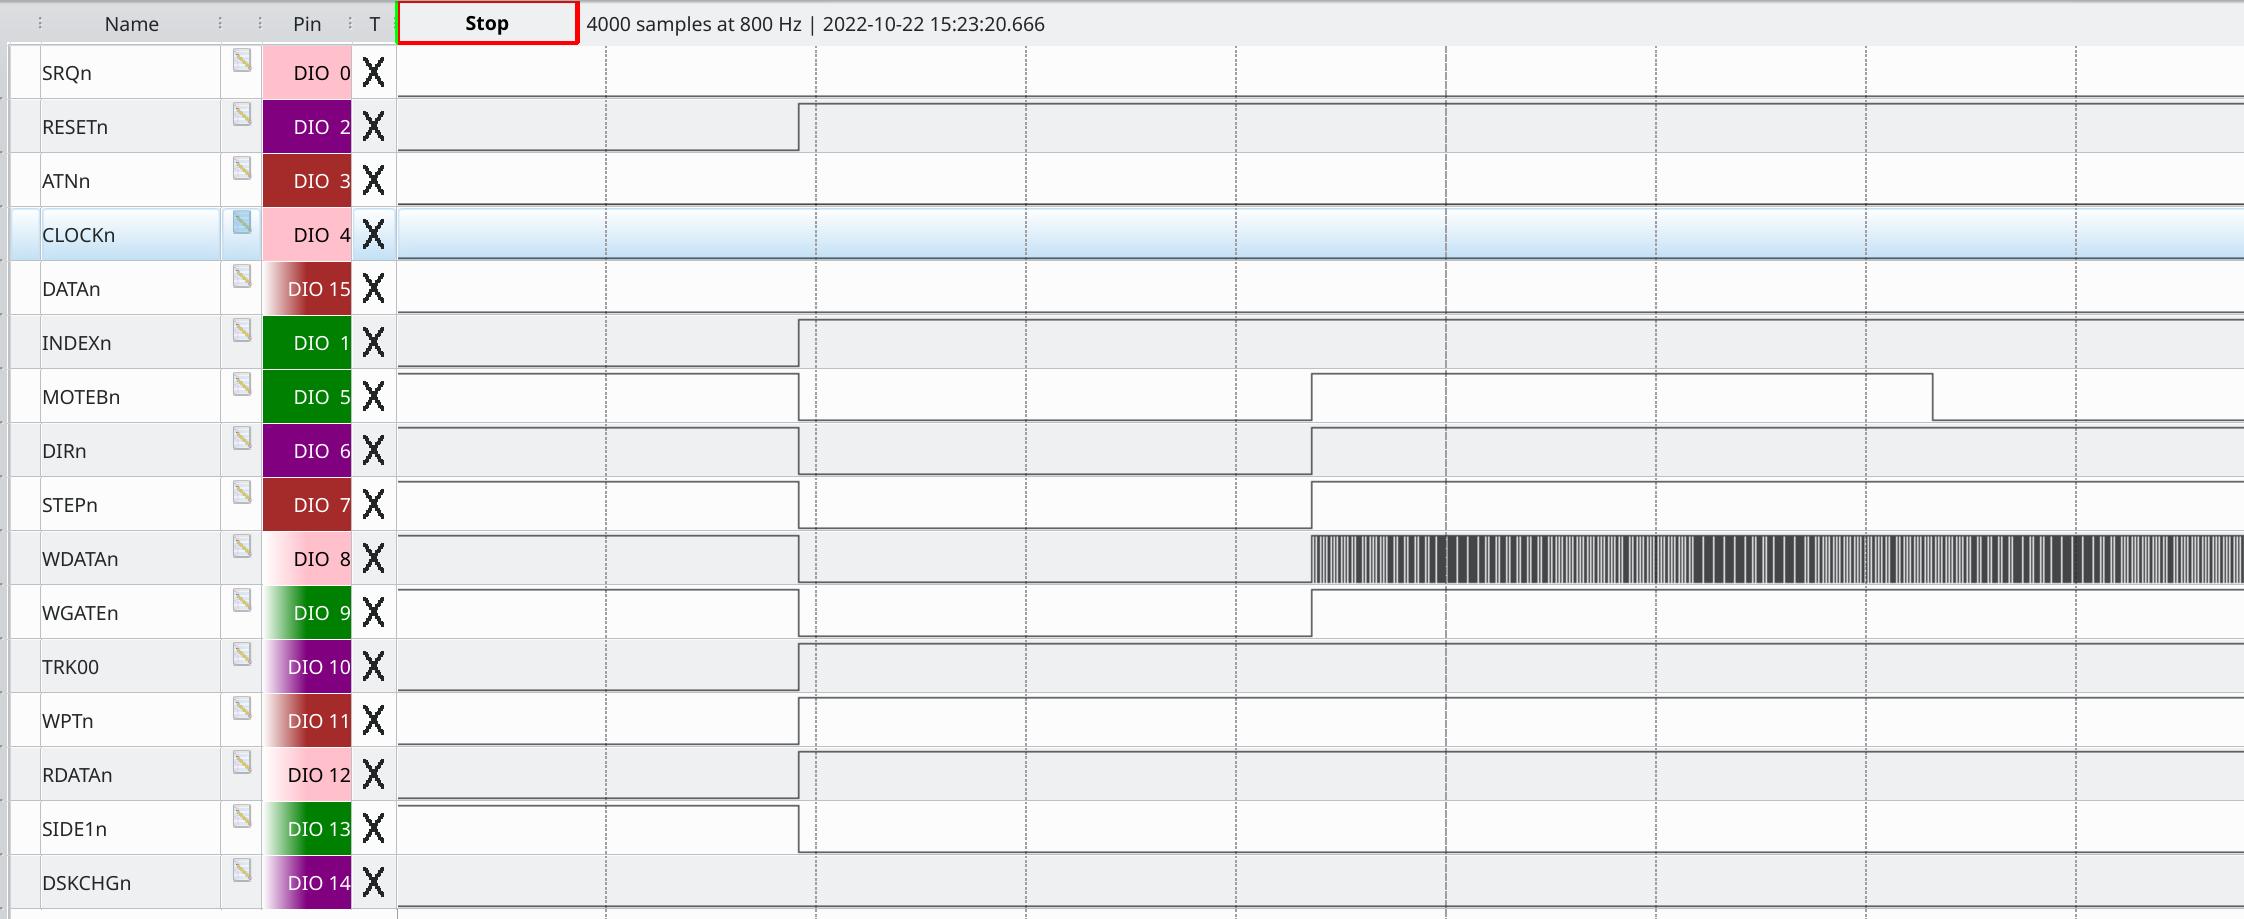 Name Pin T Stop 4000 samples at 800 Hz | 2022-10-22 15:23:20.666
SRQn DIO 0 X
RESETn DIO 2 X
ATNn DIO 3 X
CLOCKn DIO 4 X
DATAn DIO 15 X
INDEXn DIO 1 X
MOTEBn DIO 5 X
DIRn DIO 6 X
STEPn DIO 7 X
WDATAn DIO 8 X
WGATEn DIO 9 X
TRK00 DIO 10 X
WPTn DIO 11 X
RDATAn DIO 12 X
SIDE1n DIO 13 X
DSKCHGn DIO 14 X